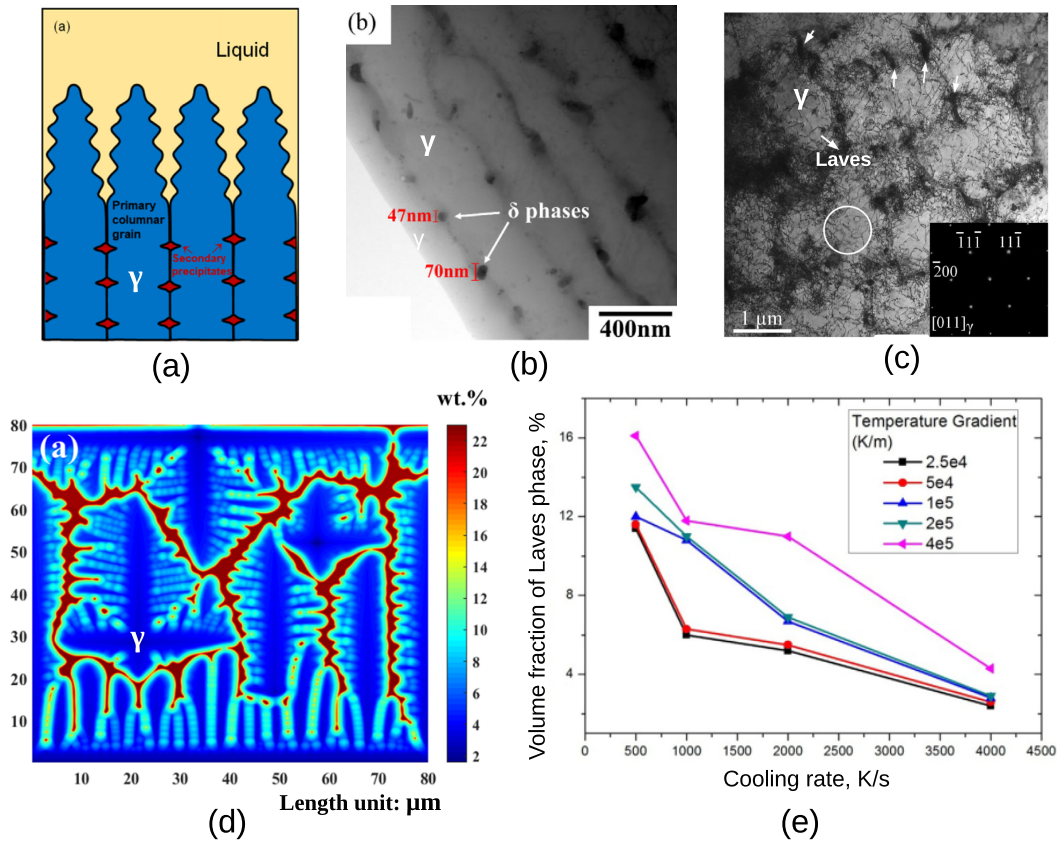 (a)
Liquid
Primary
columnar
grain
Secondary
precipitates
γ
(a)
(b)
γ
47nm
δ phases
γ
70nm
400nm
(b)
γ
Laves
1̄11̄ 111̄
2̄00
[011]γ
1 μm
(c)
wt.%
(a)
80
70
60
50
40
30
20
10
γ
22
20
18
16
14
12
10
8
6
4
2
10 20 30 40 50 60 70 80
Length unit: μm
(d)
Volume fraction of Laves phase, %
16
12
8
4
Temperature Gradient
(K/m)
2.5e4
5e4
1e5
2e5
4e5
0 500 1000 1500 2000 2500 3000 3500 4000 4500
Cooling rate, K/s
(e)